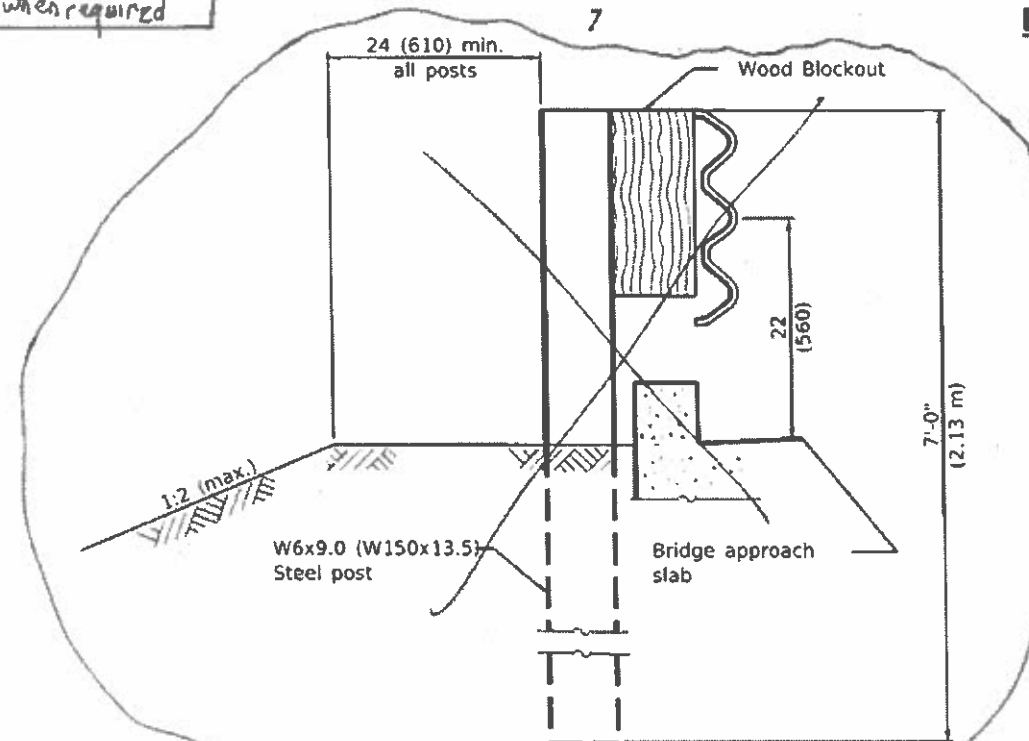 when required
7
24 (610) min.
all posts
Wood Blockout
22
(560)
7'-0"
(2.13 m)
1:2 (max.)
W6x9.0 (W150x13.5)
Steel post
Bridge approach
slab